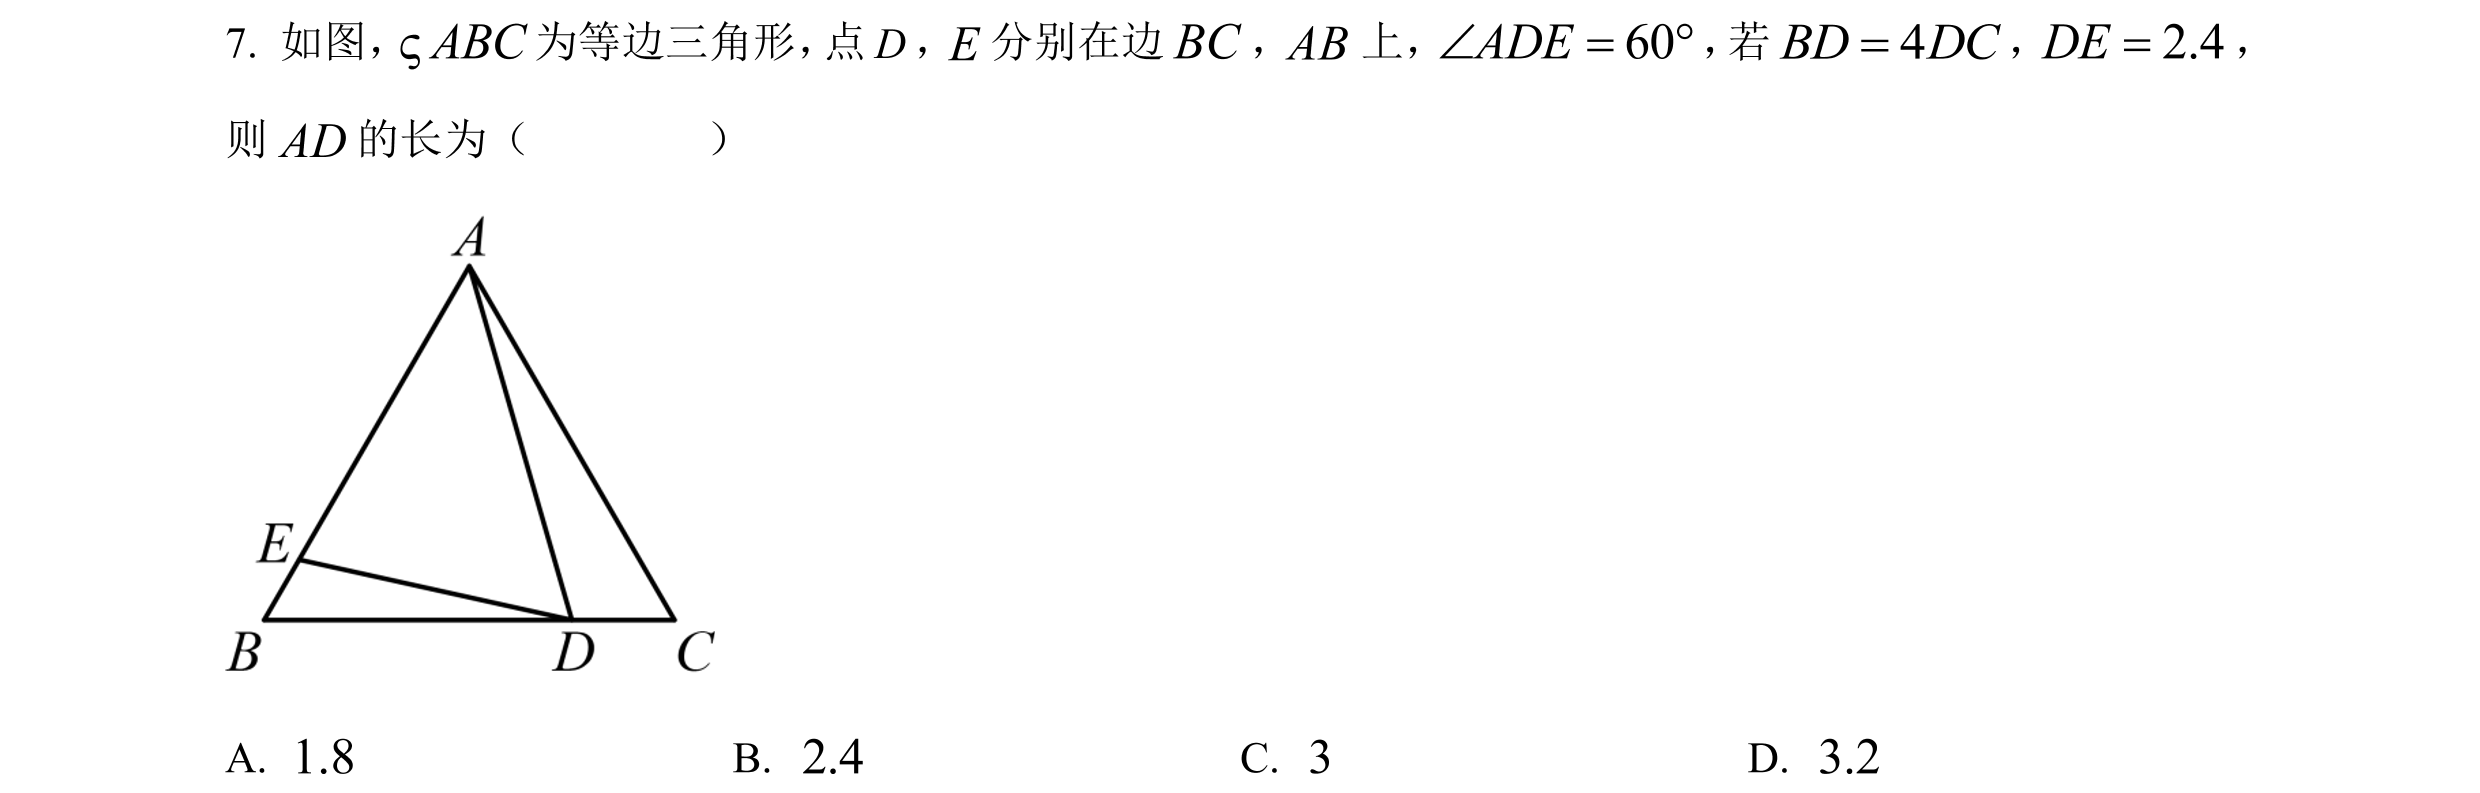 7. 如图，ς ABC 为等边三角形，点 D，E 分别在边 BC，AB 上，∠ADE = 60°，若 BD = 4DC，DE = 2.4，
则 AD 的长为（ ）
A
E
B D C
A. 1.8 B. 2.4 C. 3 D. 3.2